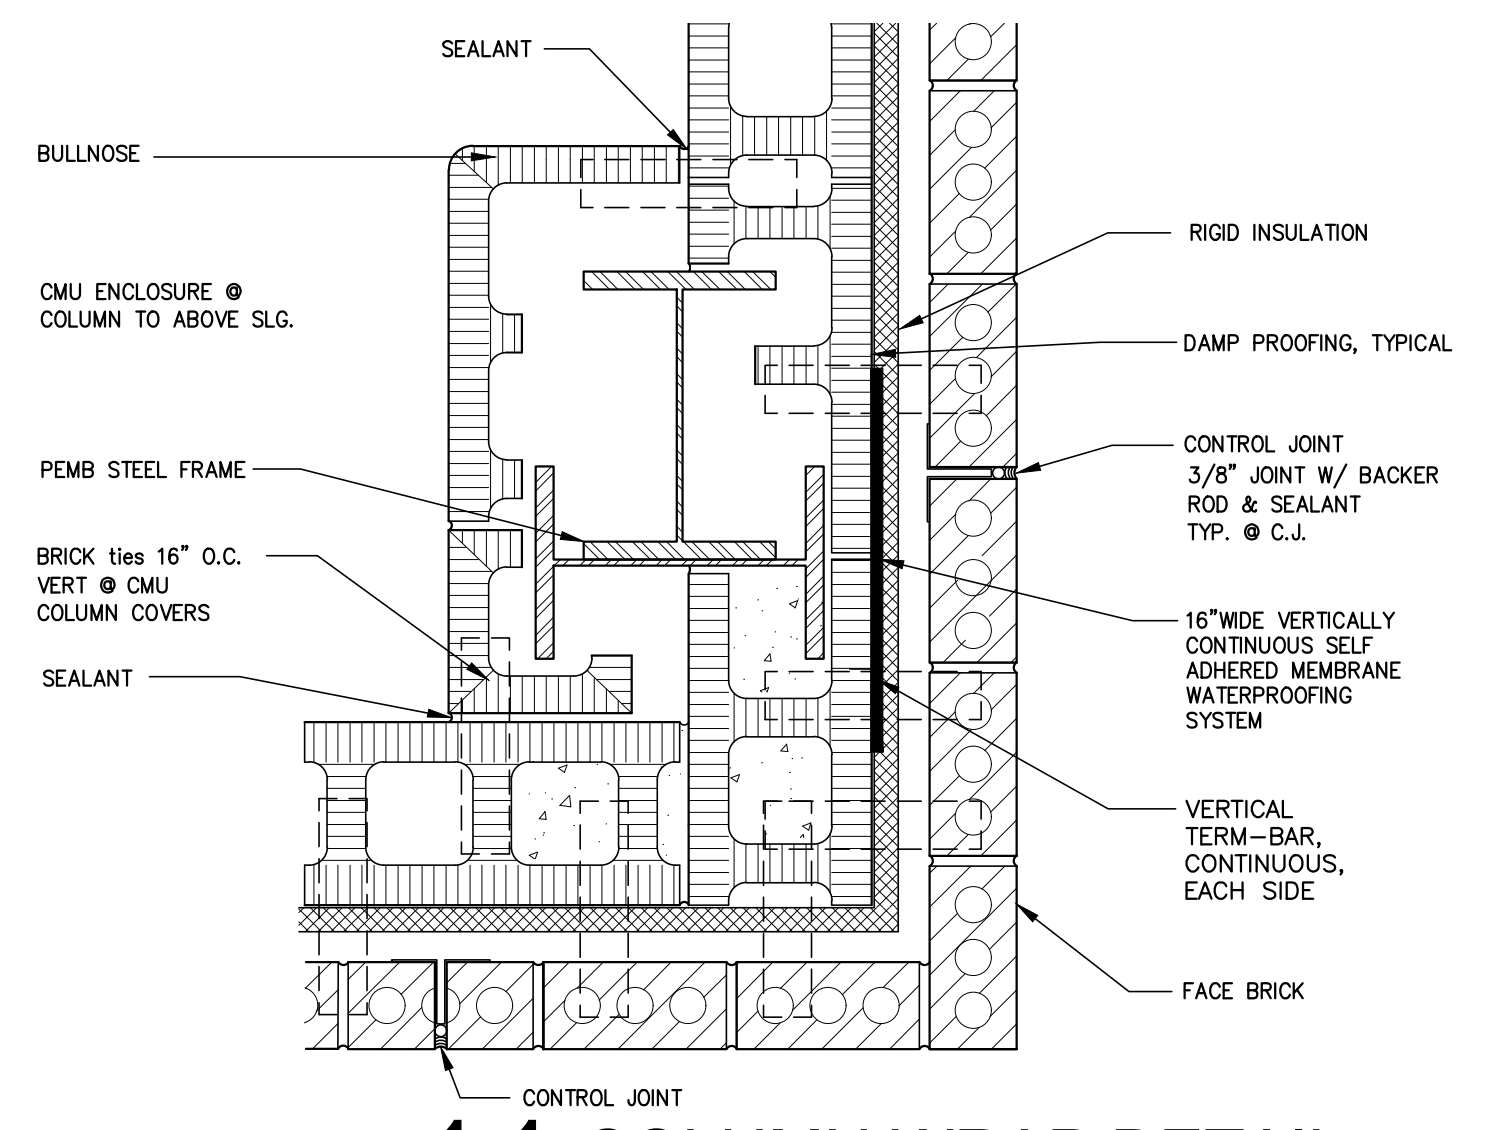 SEALANT
BULLNOSE
CMU ENCLOSURE @
COLUMN TO ABOVE SLG.
PEMB STEEL FRAME
BRICK ties 16" O.C.
VERT @ CMU
COLUMN COVERS
SEALANT
RIGID INSULATION
DAMP PROOFING, TYPICAL
CONTROL JOINT
3/8" JOINT W/ BACKER
ROD & SEALANT
TYP. @ C.J.
16"WIDE VERTICALLY
CONTINUOUS SELF
ADHERED MEMBRANE
WATERPROOFING
SYSTEM
VERTICAL
TERM-BAR,
CONTINUOUS,
EACH SIDE
FACE BRICK
CONTROL JOINT